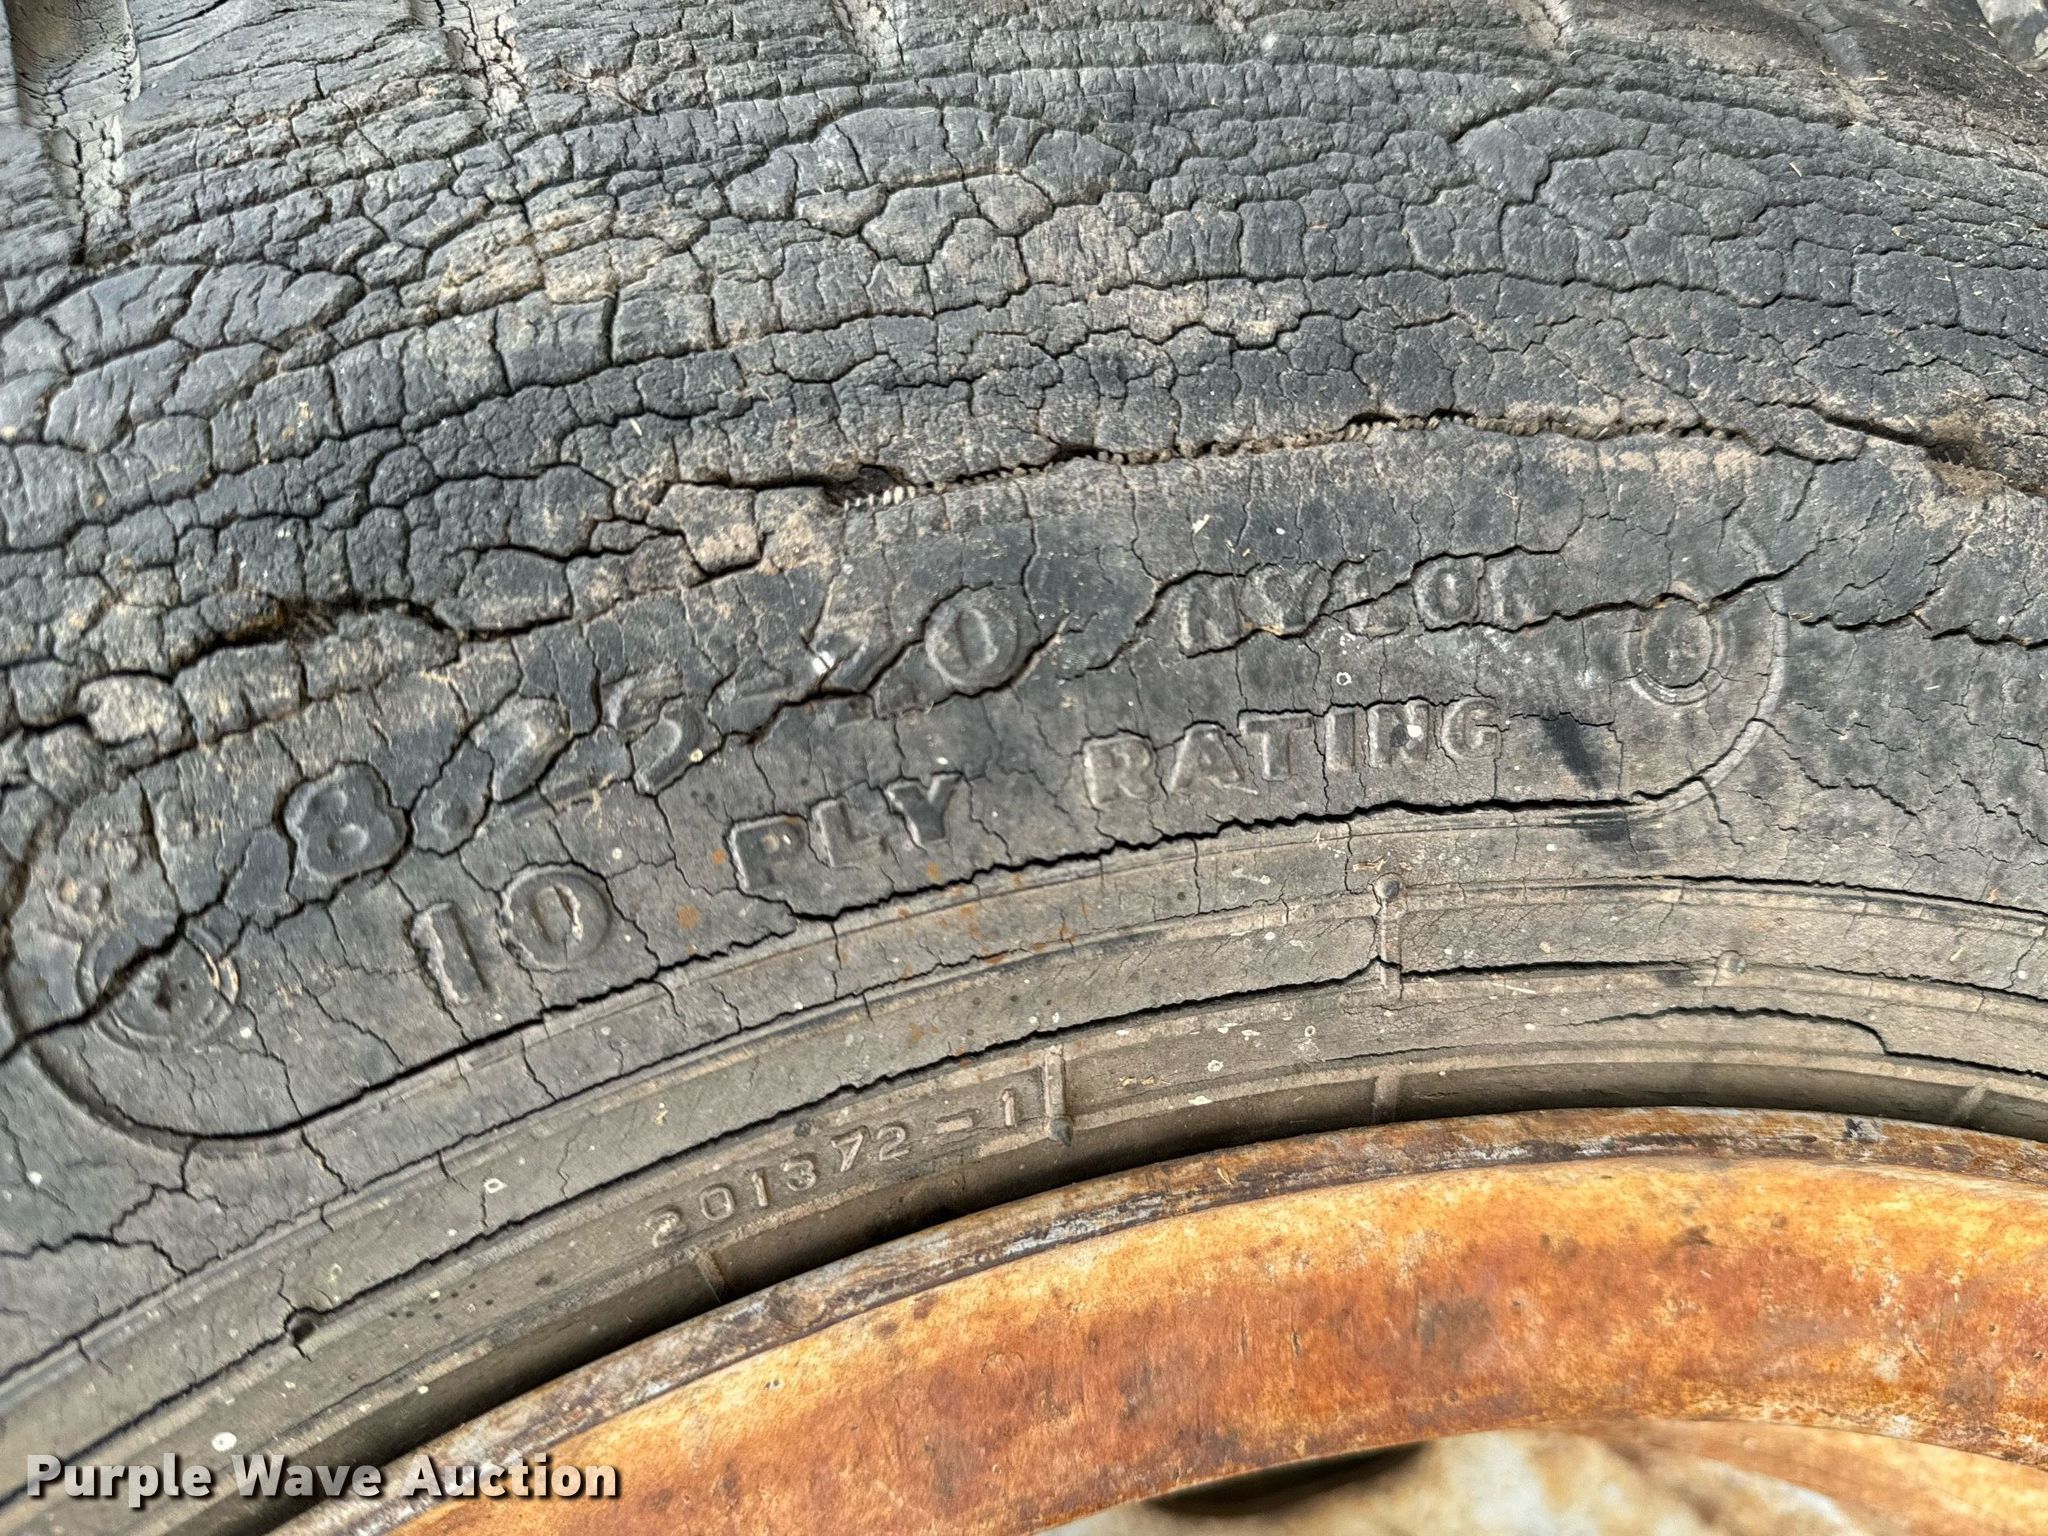 8.25-20 NYLON
10 PLY RATING
201372-1
Purple Wave Auction